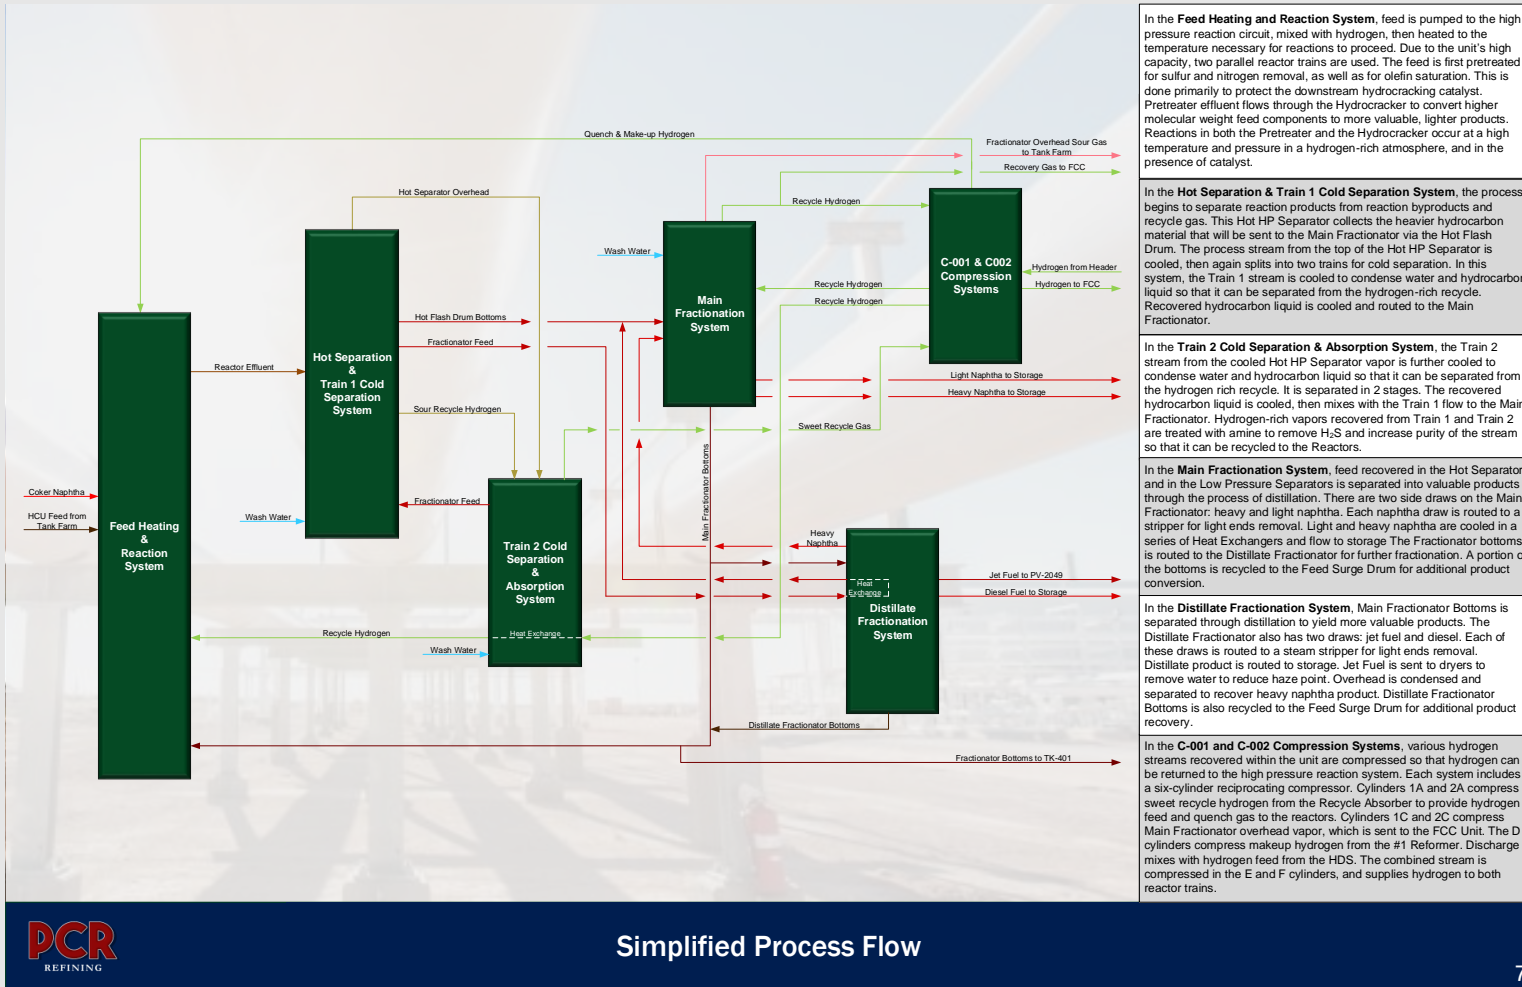 Quench & Make-up Hydrogen
Fractionator Overhead Sour Gas
to Tank Farm
Recovery Gas to FCC
Hot Separator Overhead
Recycle Hydrogen
Wash Water
C-001 & C002
Compression
Systems
Hydrogen from Header
Hydrogen to FCC
Main
Fractionation
System
Recycle Hydrogen
Recycle Hydrogen
Hot Flash Drum Bottoms
Fractionator Feed
Hot Separation
&
Train 1 Cold
Separation
System
Reactor Effluent
Light Naphtha to Storage
Heavy Naphtha to Storage
Sour Recycle Hydrogen
Sweet Recycle Gas
Main Fractionator Bottoms
Coker Naphtha
HCU Feed from
Tank Farm
Feed Heating
&
Reaction
System
Wash Water
Fractionator Feed
Train 2 Cold
Separation
&
Absorption
System
Heat Exchange
Heavy
Naphtha
Heat
Exchange
Distillate
Fractionation
System
Jet Fuel to PV-2049
Diesel Fuel to Storage
Recycle Hydrogen
Wash Water
Distillate Fractionator Bottoms
Fractionator Bottoms to TK-401
In the Feed Heating and Reaction System, feed is pumped to the high
pressure reaction circuit, mixed with hydrogen, then heated to the
temperature necessary for reactions to proceed. Due to the unit's high
capacity, two parallel reactor trains are used. The feed is first pretreated
for sulfur and nitrogen removal, as well as for olefin saturation. This is
done primarily to protect the downstream hydrocracking catalyst.
Pretreater effluent flows through the Hydrocracker to convert higher
molecular weight feed components to more valuable, lighter products.
Reactions in both the Pretreater and the Hydrocracker occur at a high
temperature and pressure in a hydrogen-rich atmosphere, and in the
presence of catalyst.
In the Hot Separation & Train 1 Cold Separation System, the process
begins to separate reaction products from reaction byproducts and
recycle gas. This Hot HP Separator collects the heavier hydrocarbon
material that will be sent to the Main Fractionator via the Hot Flash
Drum. The process stream from the top of the Hot HP Separator is
cooled, then again splits into two trains for cold separation. In this
system, the Train 1 stream is cooled to condense water and hydrocarbon
liquid so that it can be separated from the hydrogen-rich recycle.
Recovered hydrocarbon liquid is cooled and routed to the Main
Fractionator.
In the Train 2 Cold Separation & Absorption System, the Train 2
stream from the cooled Hot HP Separator vapor is further cooled to
condense water and hydrocarbon liquid so that it can be separated from
the hydrogen rich recycle. It is separated in 2 stages. The recovered
hydrocarbon liquid is cooled, then mixes with the Train 1 flow to the Main
Fractionator. Hydrogen-rich vapors recovered from Train 1 and Train 2
are treated with amine to remove H₂S and increase purity of the stream
so that it can be recycled to the Reactors.
In the Main Fractionation System, feed recovered in the Hot Separator
and in the Low Pressure Separators is separated into valuable products
through the process of distillation. There are two side draws on the Main
Fractionator: heavy and light naphtha. Each naphtha draw is routed to a
stripper for light ends removal. Light and heavy naphtha are cooled in a
series of Heat Exchangers and flow to storage The Fractionator bottoms
is routed to the Distillate Fractionator for further fractionation. A portion o
the bottoms is recycled to the Feed Surge Drum for additional product
conversion.
In the Distillate Fractionation System, Main Fractionator Bottoms is
separated through distillation to yield more valuable products. The
Distillate Fractionator also has two draws: jet fuel and diesel. Each of
these draws is routed to a steam stripper for light ends removal.
Distillate product is routed to storage. Jet Fuel is sent to dryers to
remove water to reduce haze point. Overhead is condensed and
separated to recover heavy naphtha product. Distillate Fractionator
Bottoms is also recycled to the Feed Surge Drum for additional product
recovery.
In the C-001 and C-002 Compression Systems, various hydrogen
streams recovered within the unit are compressed so that hydrogen can
be returned to the high pressure reaction system. Each system includes
a six-cylinder reciprocating compressor. Cylinders 1A and 2A compress
sweet recycle hydrogen from the Recycle Absorber to provide hydrogen
feed and quench gas to the reactors. Cylinders 1C and 2C compress
Main Fractionator overhead vapor, which is sent to the FCC Unit. The D
cylinders compress makeup hydrogen from the #1 Reformer. Discharge
mixes with hydrogen feed from the HDS. The combined stream is
compressed in the E and F cylinders, and supplies hydrogen to both
reactor trains.
PCR
REFINING
Simplified Process Flow
7